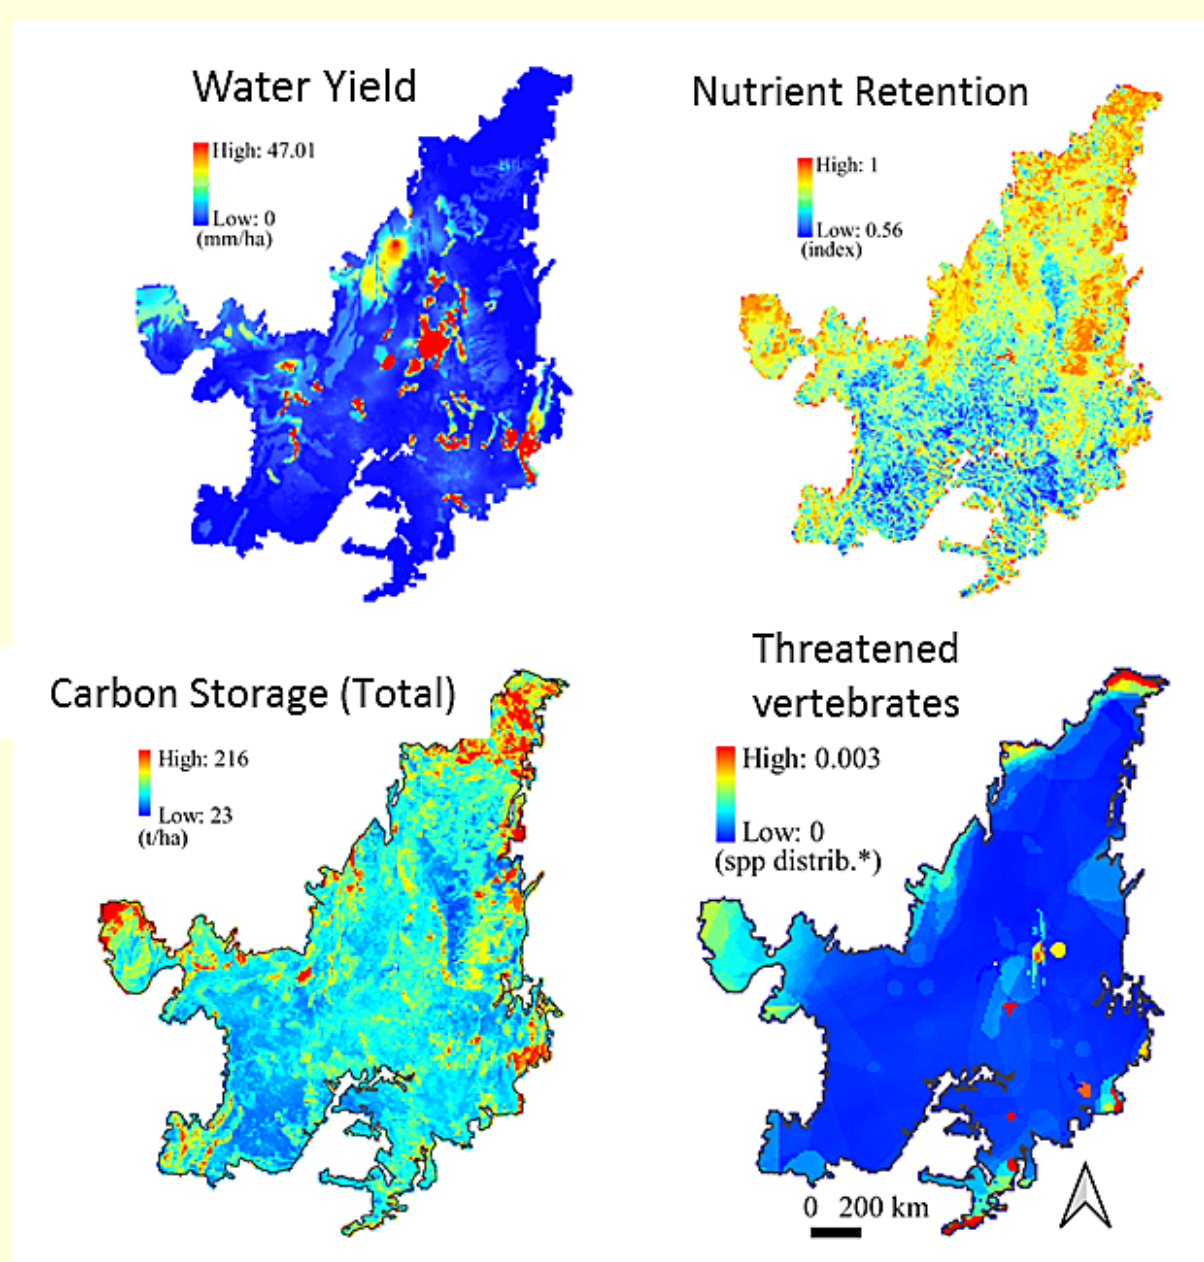 Water Yield
High: 47.01
Low: 0
(mm/ha)
Nutrient Retention
High: 1
Low: 0.56
(index)
Carbon Storage (Total)
High: 216
Low: 23
(t/ha)
Threatened
vertebrates
High: 0.003
Low: 0
(spp distrib.*)
0 200 km